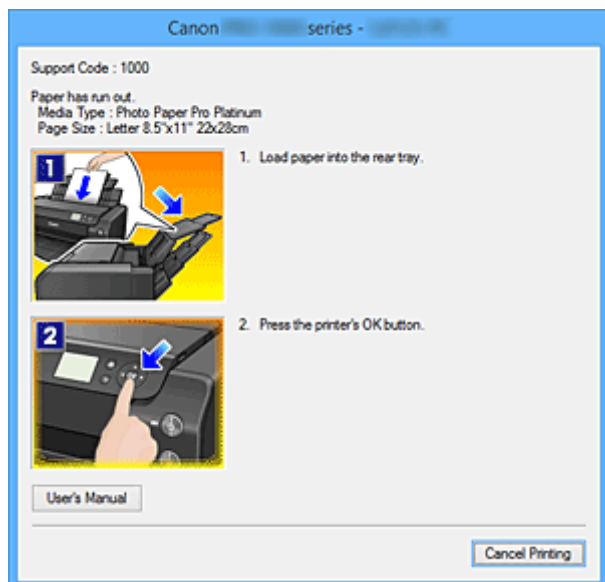 Canon series -
Support Code : 1000
Paper has run out.
Media Type : Photo Paper Pro Platinum
Page Size : Letter 8.5"x11" 22x28cm
1
1. Load paper into the rear tray.
2
2. Press the printer's OK button.
User's Manual
Cancel Printing